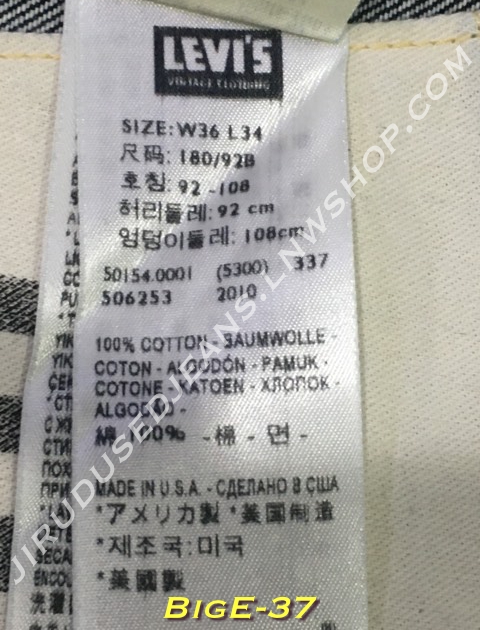 LEVI'S
VINTAGE CLOTHING
SIZE: W36 L34
尺码: 180/92B
호칭: 92 -108
허리둘레: 92 cm
엉덩이둘레: 108cm
50154.0001 (5300) 337
506253 2010
100% COTTON - BAUMWOLLE -
COTON - ALGODÓN - PAMUK -
COTONE - KATOEN - ХЛОПОК -
ALGODÃO -
綿 100% - 棉 - 면 -
MADE IN U.S.A. - СДЕЛАНО В США
*アメリカ製 *美国制造
*제조국: 미국
*美國製
JIRUDUSEDJEANS.LNWSHOP.COM
BIGE-37